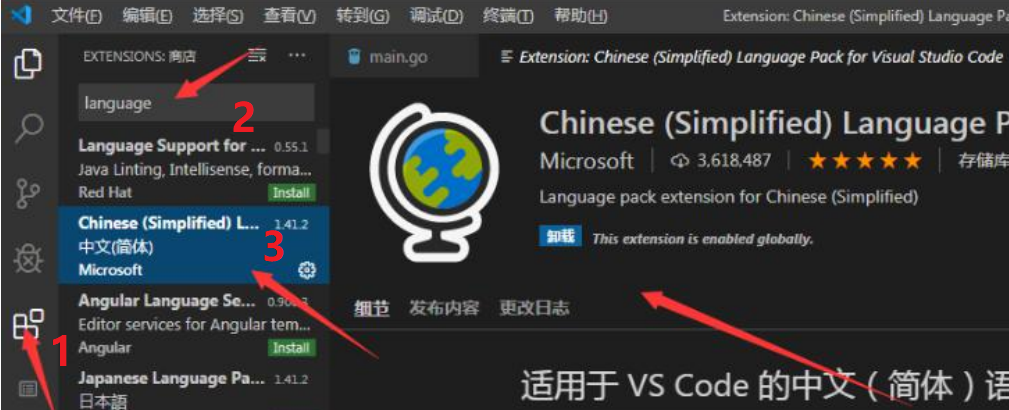 文件(F) 编辑(E) 选择(S) 查看(V) 转到(G) 调试(D) 终端(T) 帮助(H) Extension: Chinese (Simplified) Language Pa
EXTENSIONS: 商店
main.go
Extension: Chinese (Simplified) Language Pack for Visual Studio Code
language
2
Language Support for ... 0.55.1
Java Linting, Intellisense, forma...
Red Hat Install
Chinese (Simplified) L... 1.41.2
中文(简体)
3
Microsoft
Angular Language Se...
Editor services for Angular tem...
1
Angular Install
Japanese Language Pa... 1.41.2
日本語
Chinese (Simplified) Language P
Microsoft 3,618,487 ★★★★★ 存储库
Language pack extension for Chinese (Simplified)
卸载 This extension is enabled globally.
细节 发布内容 更改日志
适用于 VS Code 的中文（简体）语